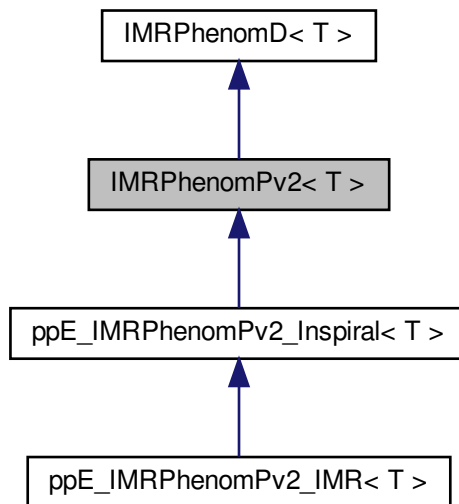 IMRPhenomD< T >
IMRPhenomPv2< T >
ppE_IMRPhenomPv2_Inspiral< T >
ppE_IMRPhenomPv2_IMR< T >